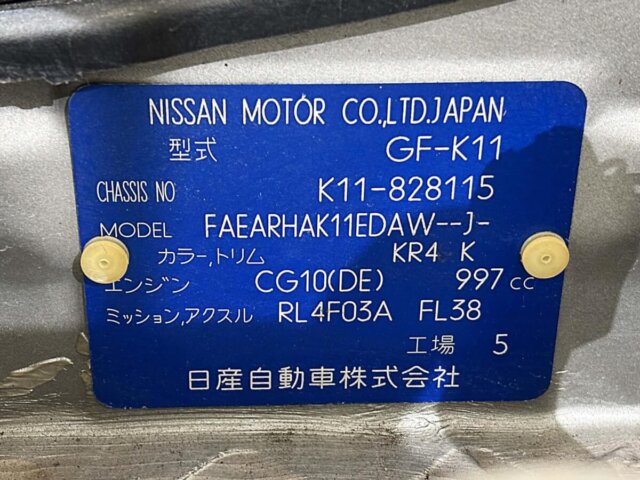 NISSAN MOTOR CO.,LTD.JAPAN
型式 GF-K11
CHASSIS NO K11-828115
MODEL FAEARHAK11EDAW--J-
カラー,トリム KR4 K
エンジン CG10(DE) 997 cc
ミッション,アクスル RL4F03A FL38
工場 5
日産自動車株式会社